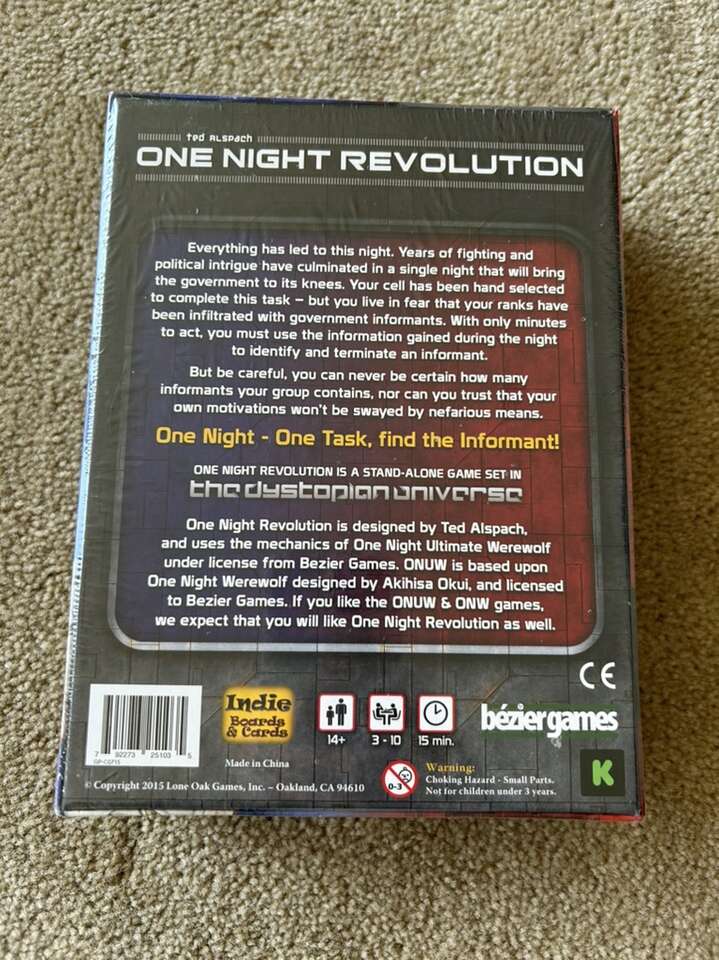 ted alspach
ONE NIGHT REVOLUTION
Everything has led to this night. Years of fighting and
political intrigue have culminated in a single night that will bring
the government to its knees. Your cell has been hand selected
to complete this task – but you live in fear that your ranks have
been infiltrated with government informants. With only minutes
to act, you must use the information gained during the night
to identify and terminate an informant.
But be careful, you can never be certain how many
informants your group contains, nor can you trust that your
own motivations won't be swayed by nefarious means.
One Night - One Task, find the Informant!
ONE NIGHT REVOLUTION IS A STAND-ALONE GAME SET IN
the dystopian universe
One Night Revolution is designed by Ted Alspach,
and uses the mechanics of One Night Ultimate Werewolf
under license from Bezier Games. ONUW is based upon
One Night Werewolf designed by Akihisa Okui, and licensed
to Bezier Games. If you like the ONUW & ONW games,
we expect that you will like One Night Revolution as well.
CE
Indie
Boards
& Cards
14+
3 - 10
15 min.
béziergames
7 92273 25103 5
GP-CG715
Made in China
© Copyright 2015 Lone Oak Games, Inc. – Oakland, CA 94610
0-3
Warning:
Choking Hazard - Small Parts.
Not for children under 3 years.
K